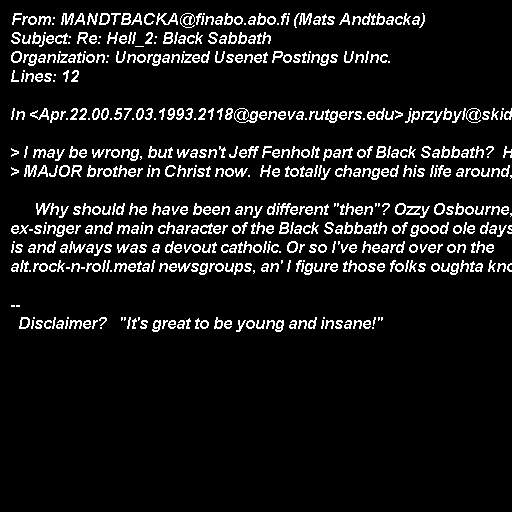 From: MANDTBACKA@finabo.abo.fi (Mats Andtbacka)
Subject: Re: Hell_2: Black Sabbath
Organization: Unorganized Usenet Postings UnInc.
Lines: 12

In <Apr.22.00.57.03.1993.2118@geneva.rutgers.edu> jprzybyl@skid

> I may be wrong, but wasn't Jeff Fenholt part of Black Sabbath?  H
> MAJOR brother in Christ now.  He totally changed his life around,

     Why should he have been any different "then"? Ozzy Osbourne,
ex-singer and main character of the Black Sabbath of good ole days
is and always was a devout catholic. Or so I've heard over on the
alt.rock-n-roll.metal newsgroups, an' I figure those folks oughta kno

--
  Disclaimer?   "It's great to be young and insane!"